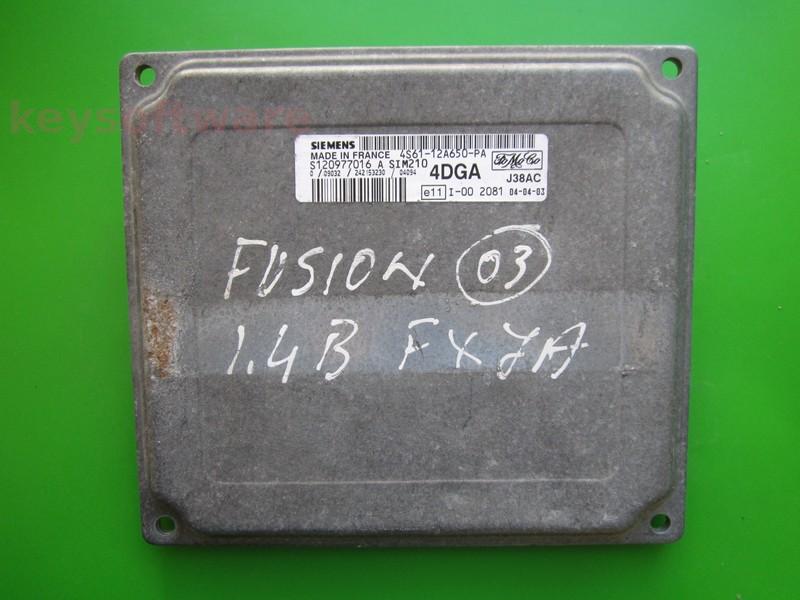 keysoftware
SIEMENS
MADE IN FRANCE 4S61-12A650-PA
S120977016 A SIM210 4DGA FoMoCo
0 / 09032 / 242153230 / 04094 J38AC
e11 I-00 2081 04-04-03
FUSION 03
1.4B FXJA